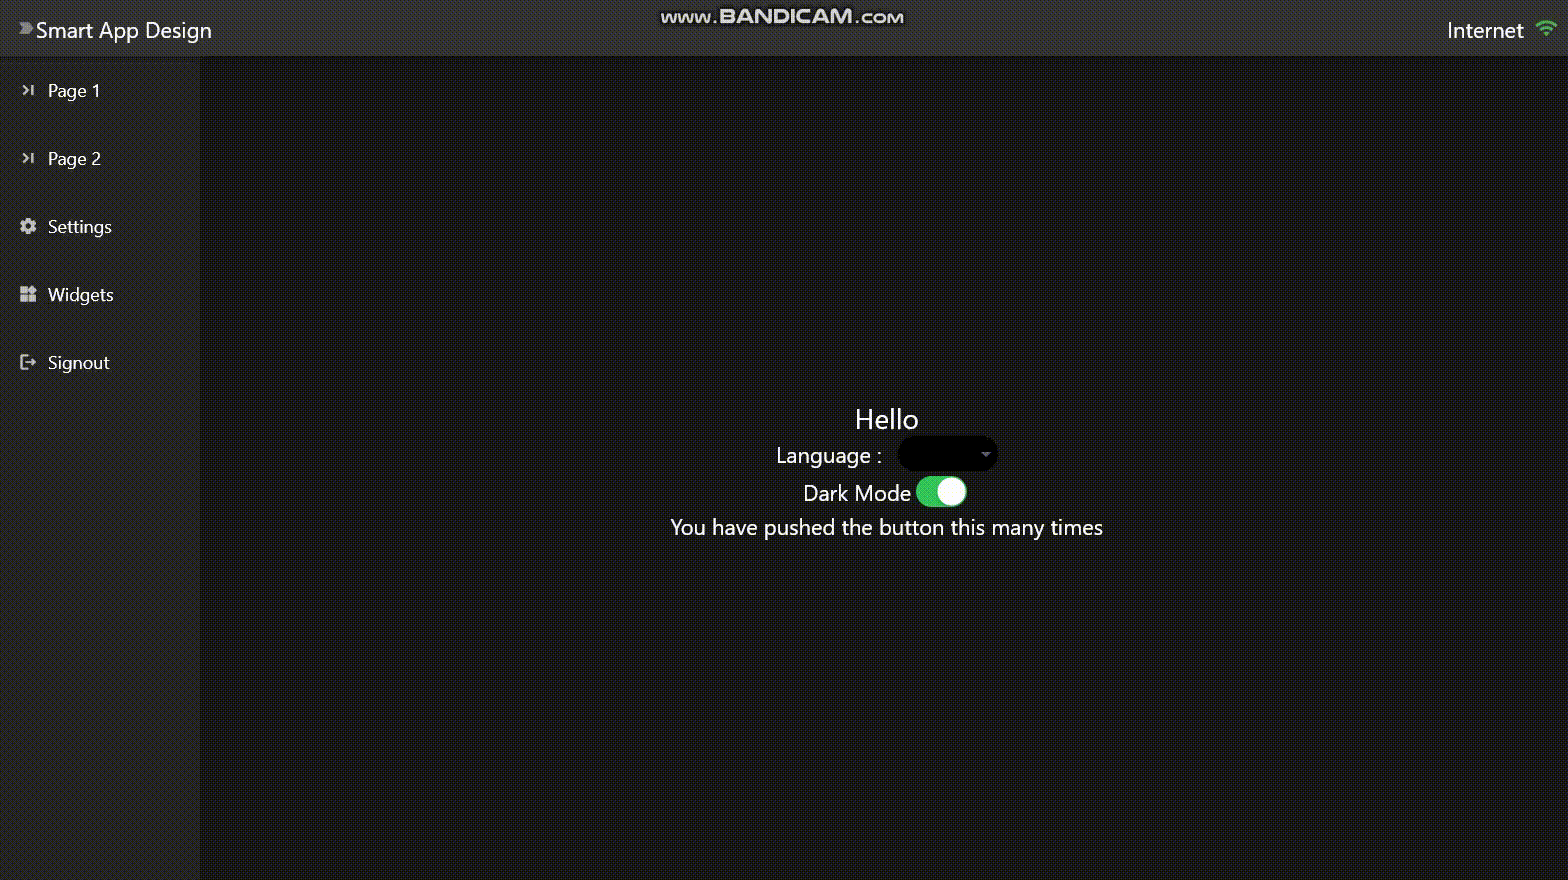 www.BANDICAM.com
Smart App Design
Internet
Page 1
Page 2
Settings
Widgets
Signout
Hello
Language :
Dark Mode
You have pushed the button this many times